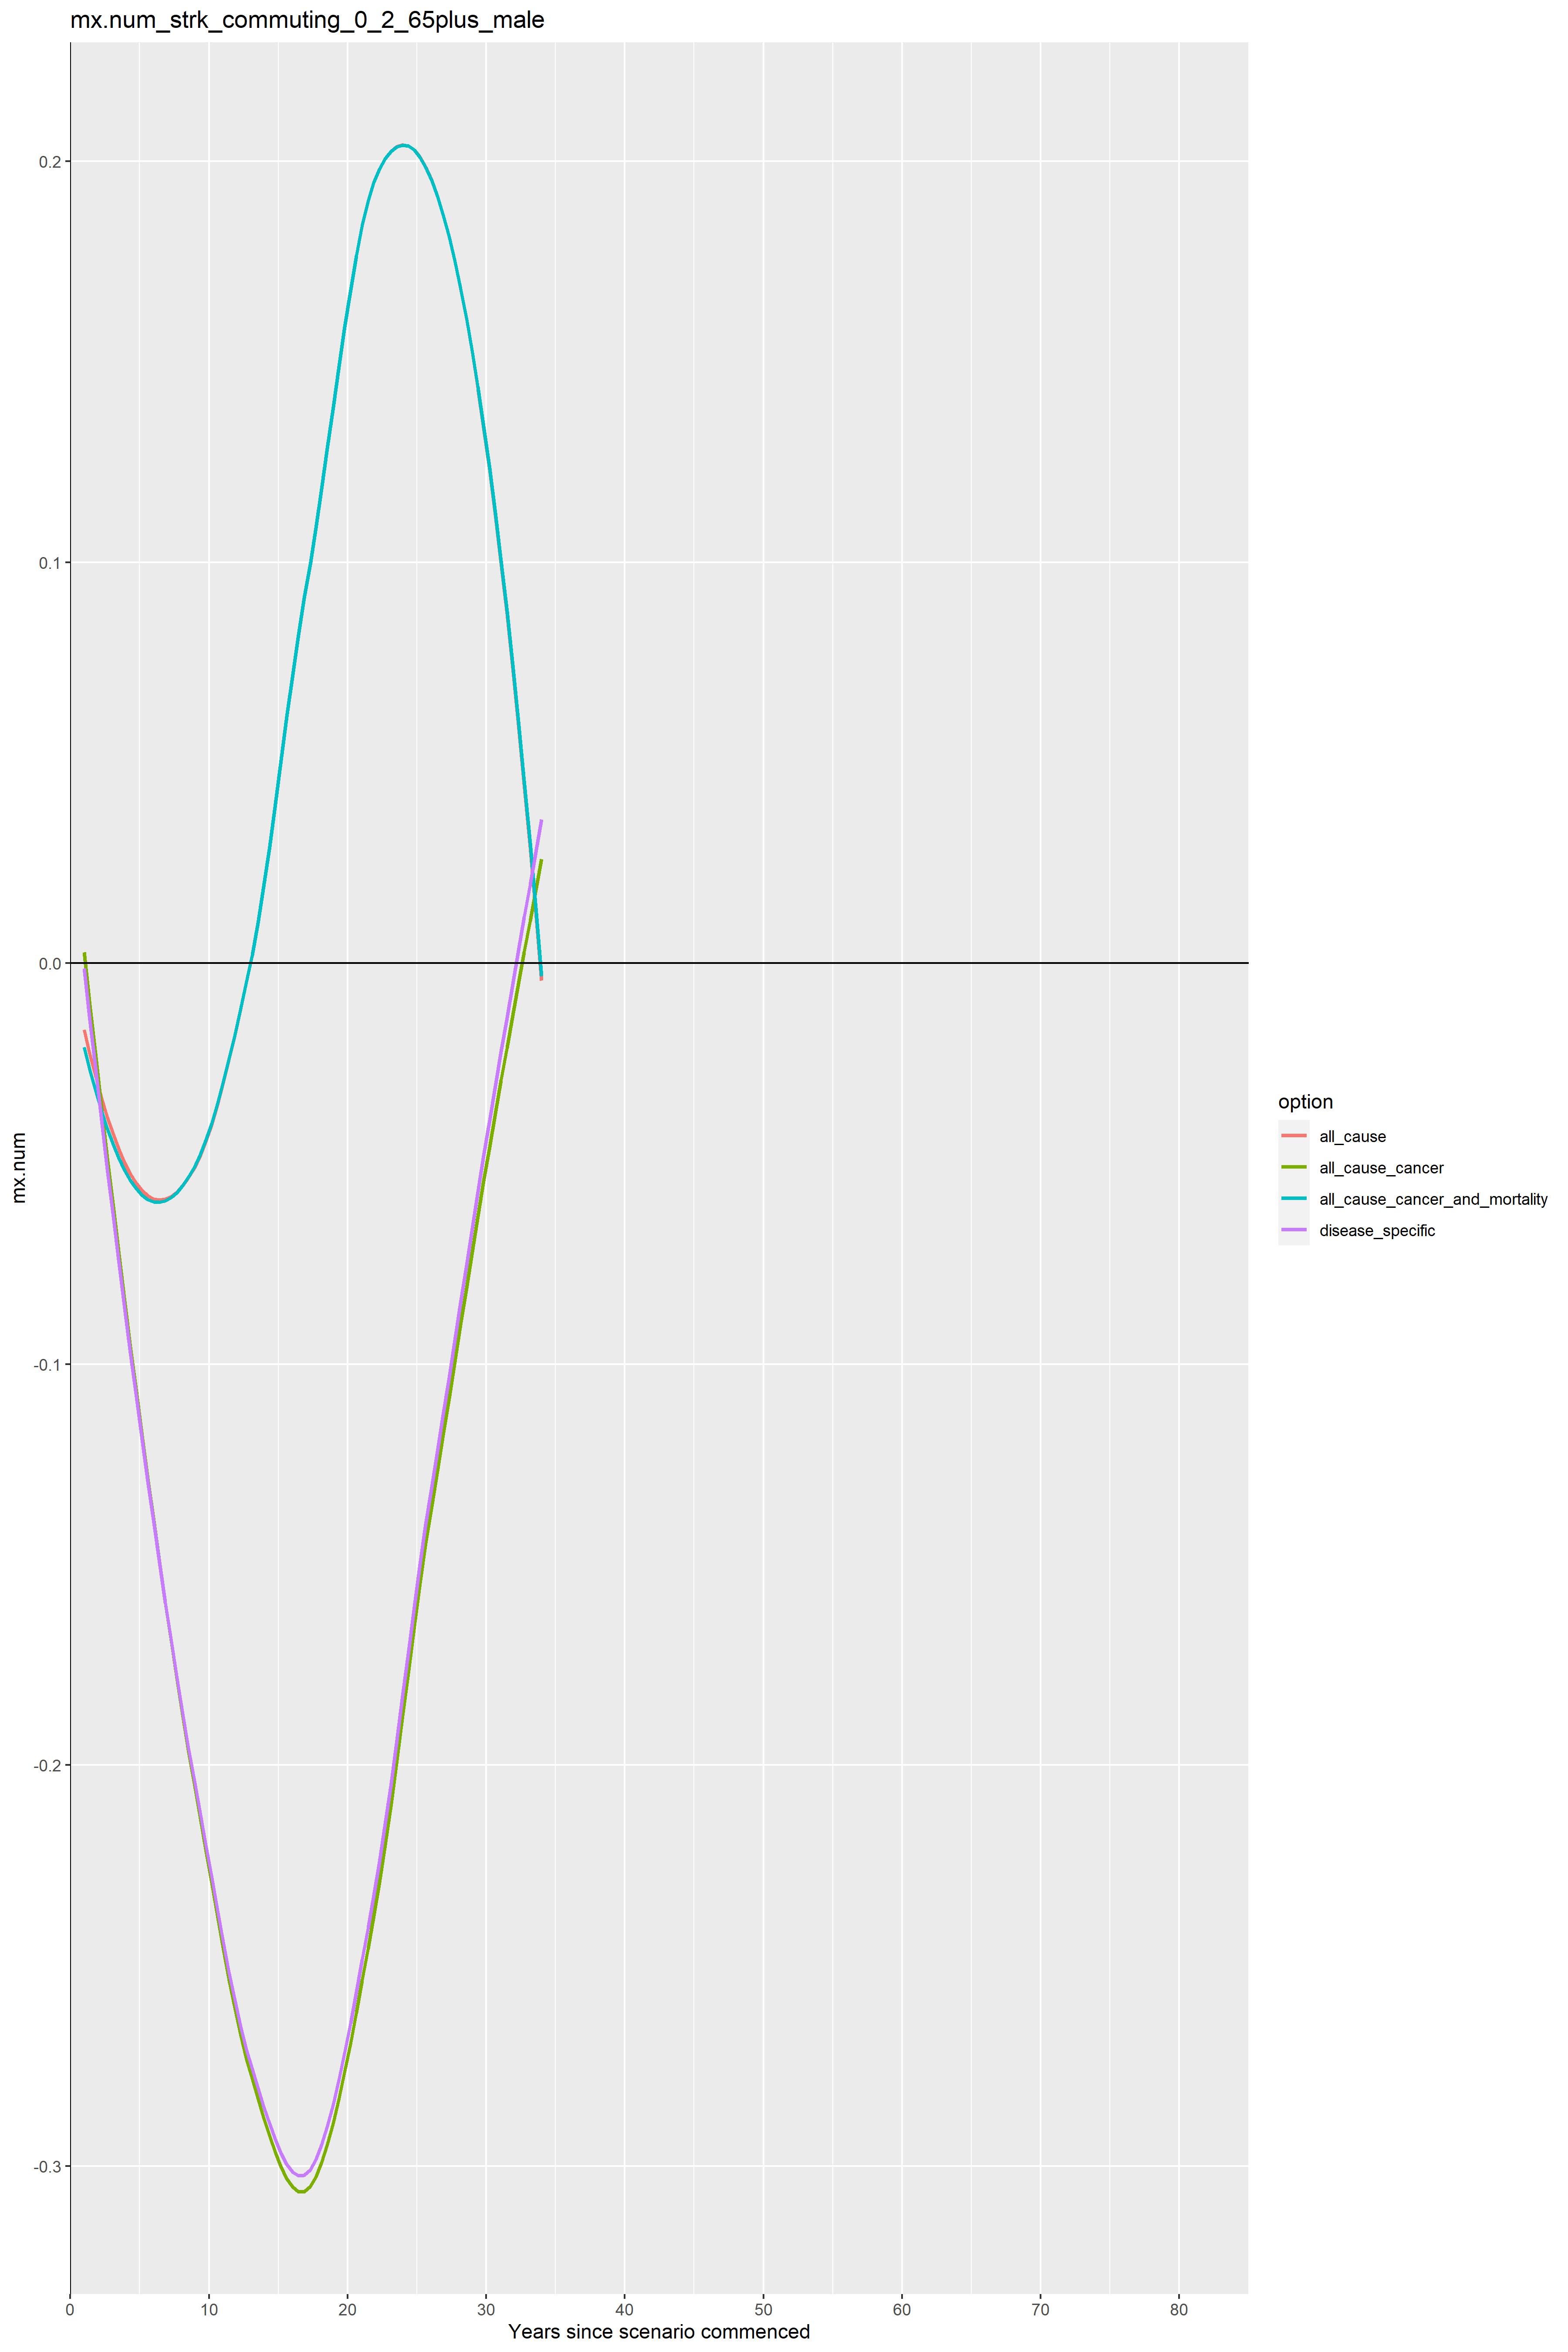 mx.num_strk_commuting_0_2_65plus_male
0.2
0.1
0.0
-0.1
-0.2
-0.3
mx.num
0 10 20 30 40 50 60 70 80
Years since scenario commenced
option
all_cause
all_cause_cancer
all_cause_cancer_and_mortality
disease_specific